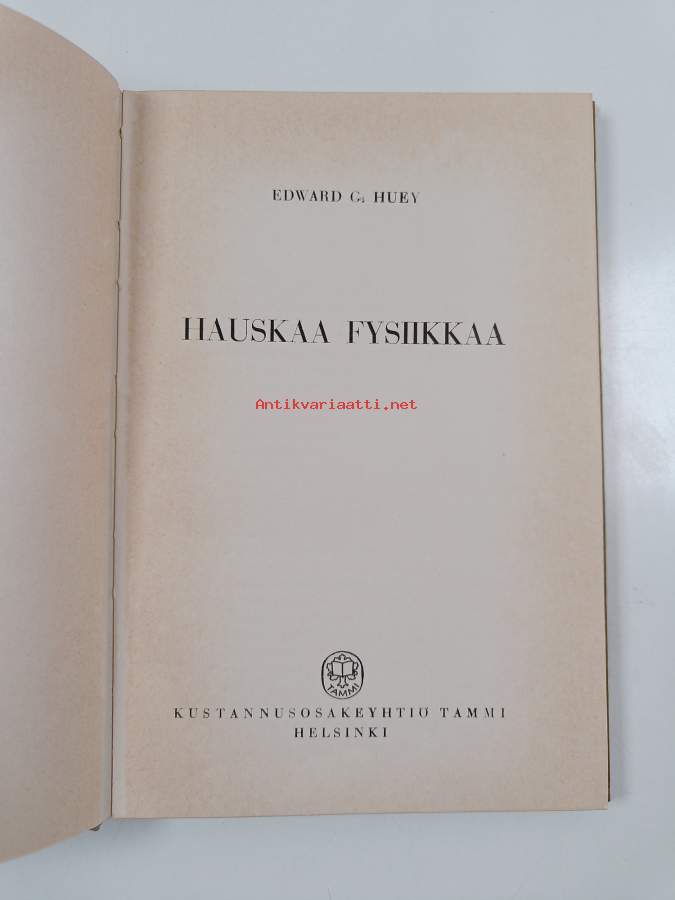 EDWARD G. HUEY
HAUSKAA FYSIIKKAA
Antikvariaatti.net
TAMMI
KUSTANNUSOSAKEYHTIÖ TAMMI
HELSINKI